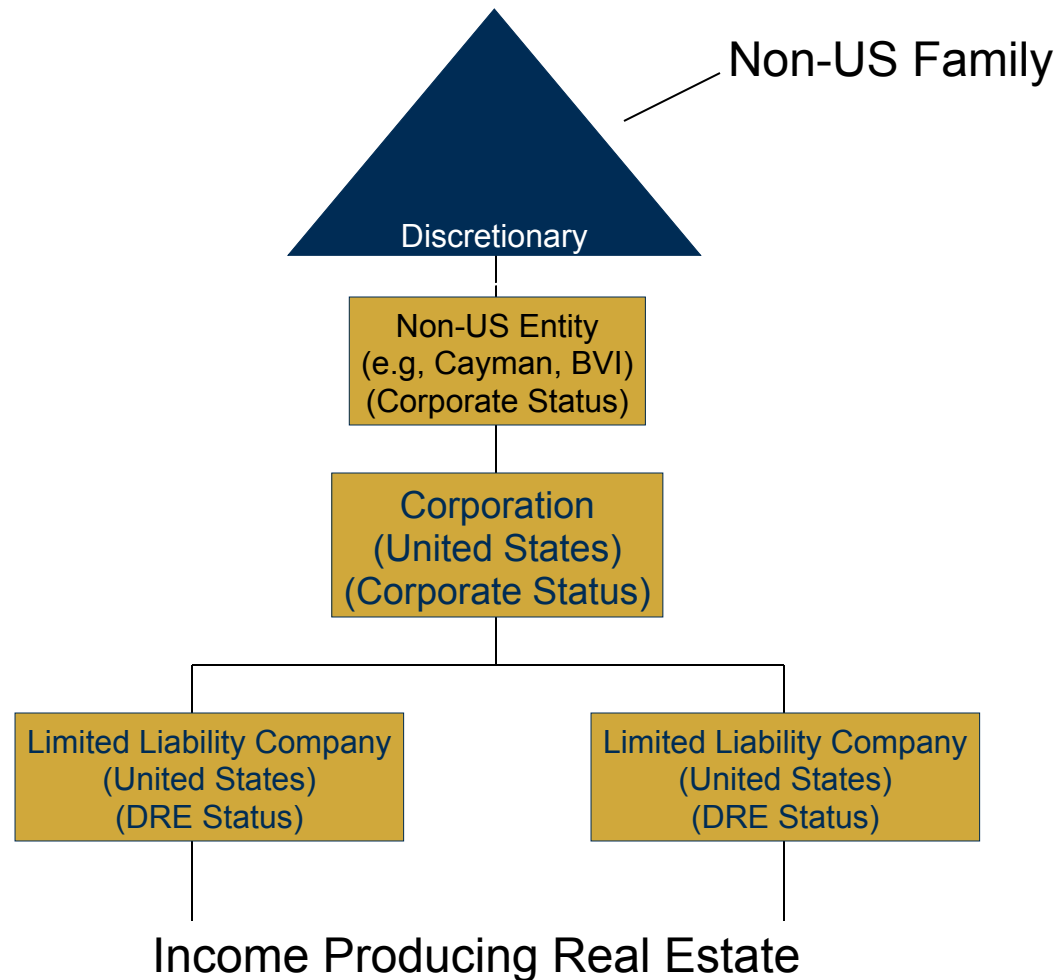 Non-US Family
Discretionary
Non-US Entity
(e.g, Cayman, BVI)
(Corporate Status)
Corporation
(United States)
(Corporate Status)
Limited Liability Company
(United States)
(DRE Status)
Limited Liability Company
(United States)
(DRE Status)
Income Producing Real Estate